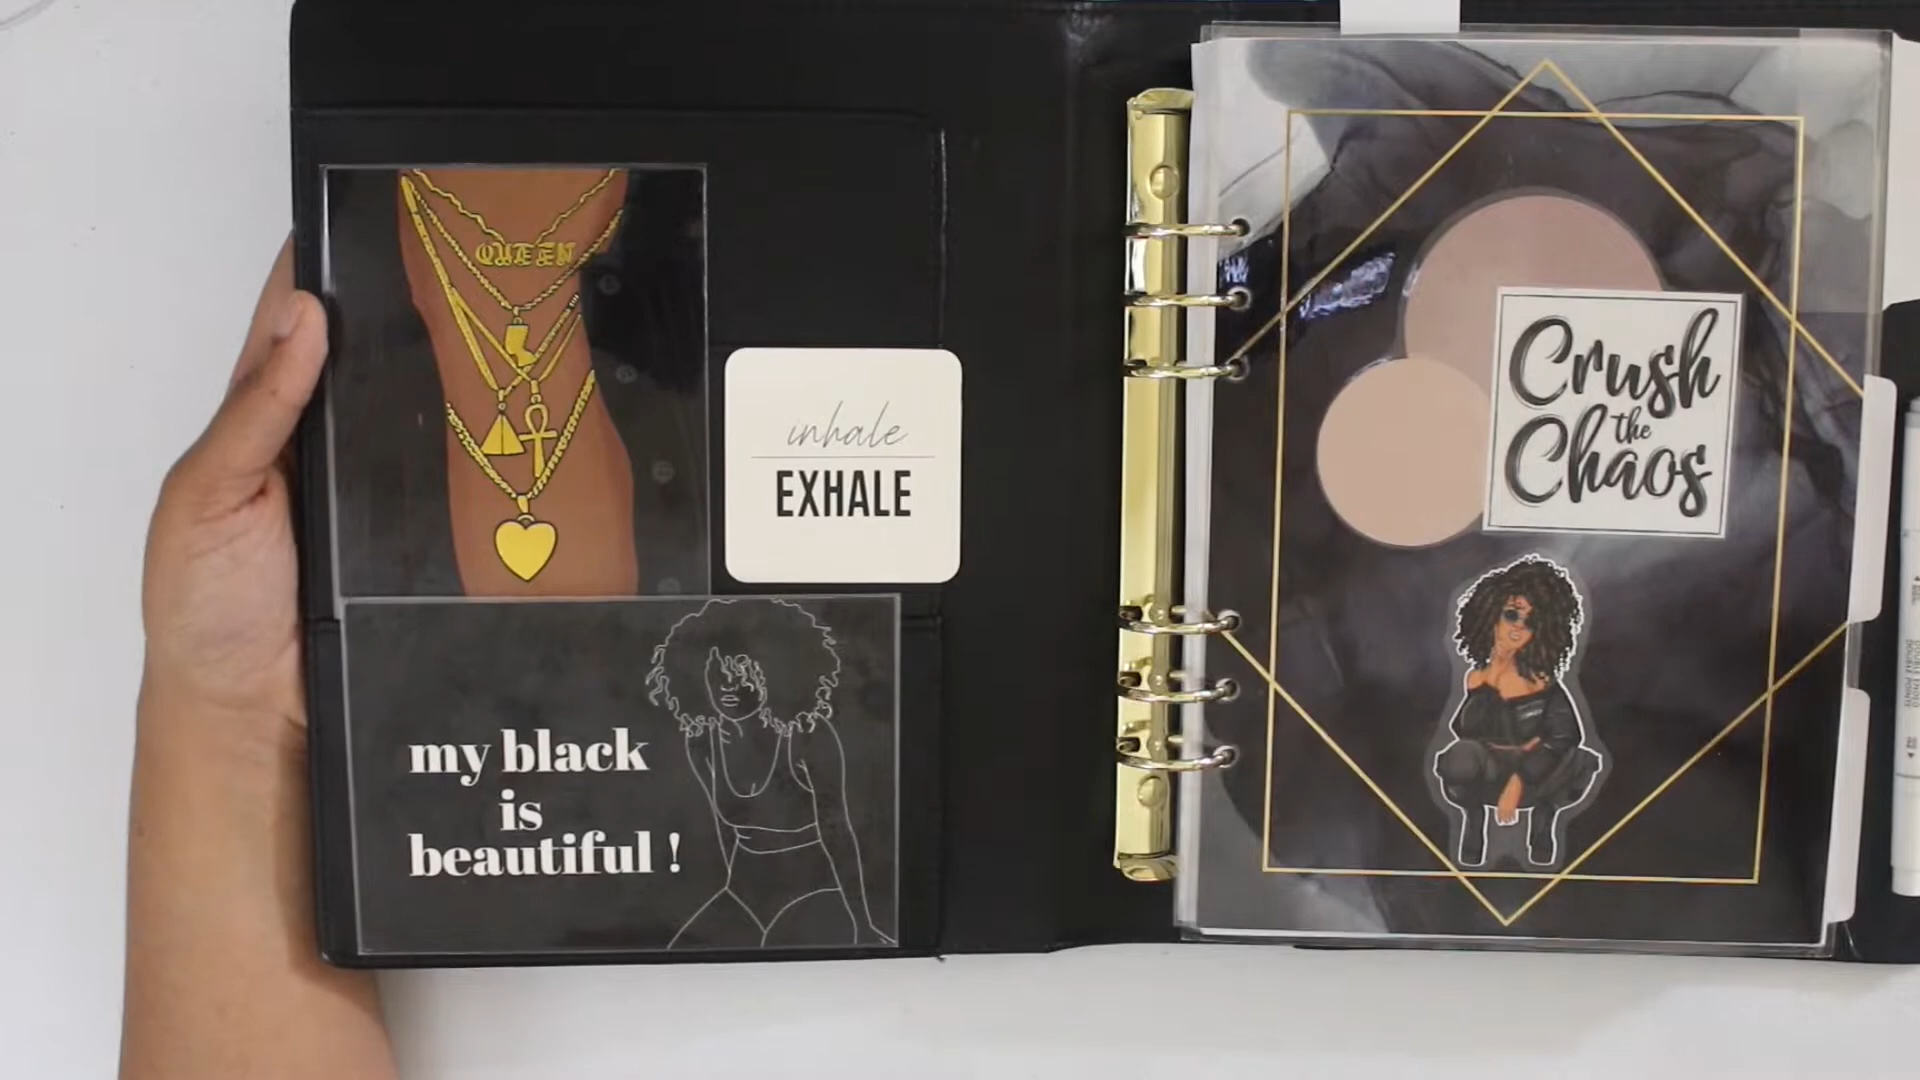 QUEEN
inhale
EXHALE
my black
is
beautiful !
Crush
the
Chaos